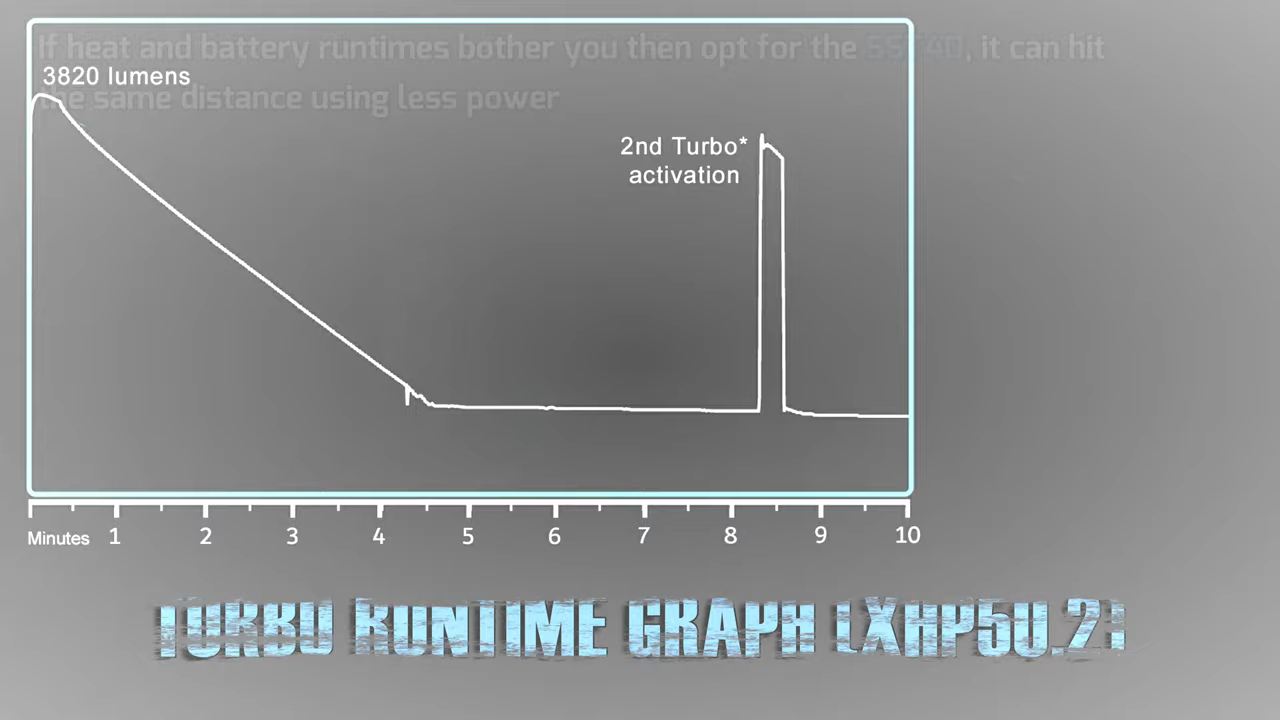 If heat and battery runtimes bother you then opt for the , it can hit
3820 lumens
the same distance using less power
2nd Turbo*
activation
Minutes 1 2 3 4 5 6 7 8 9 10
TURBO RUNTIME GRAPH (XHP50.2)